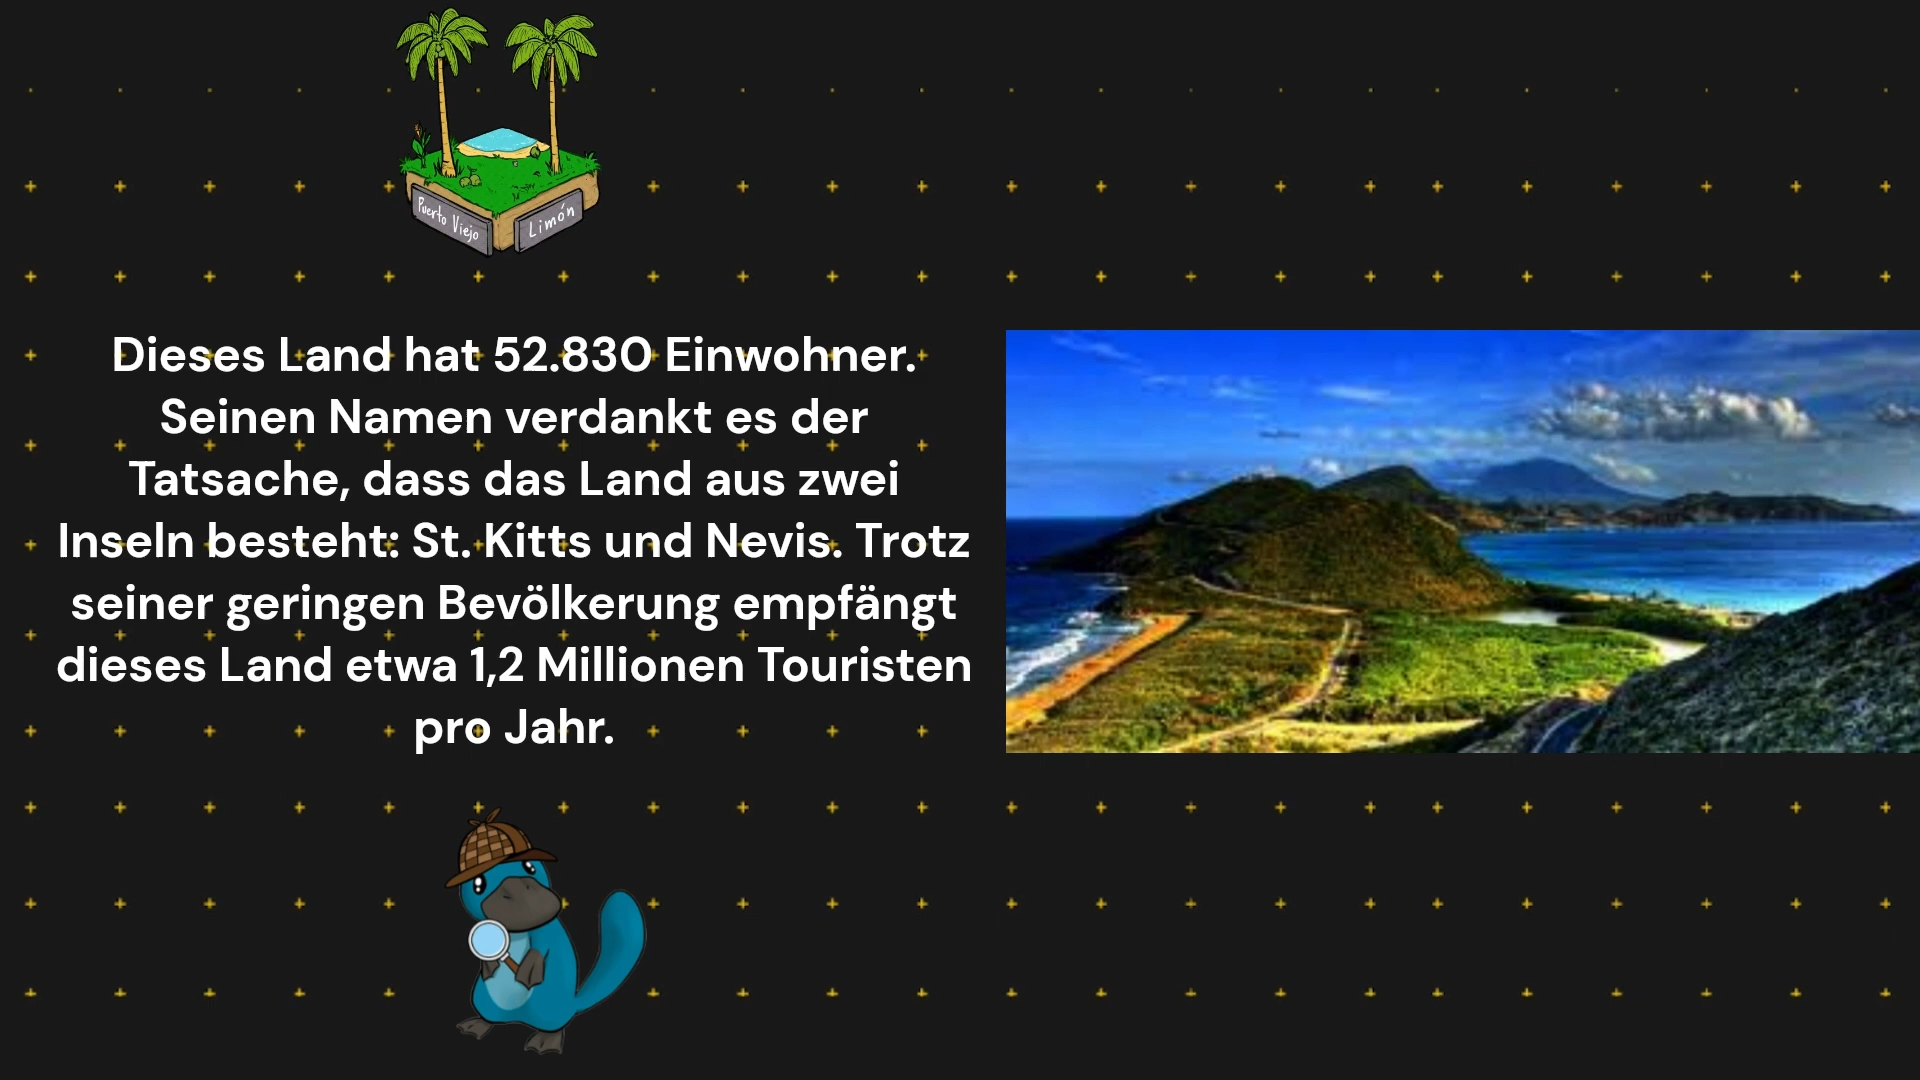 Puerto Viejo
Limón
Dieses Land hat 52.830 Einwohner.
Seinen Namen verdankt es der
Tatsache, dass das Land aus zwei
Inseln besteht: St. Kitts und Nevis. Trotz
seiner geringen Bevölkerung empfängt
dieses Land etwa 1,2 Millionen Touristen
pro Jahr.